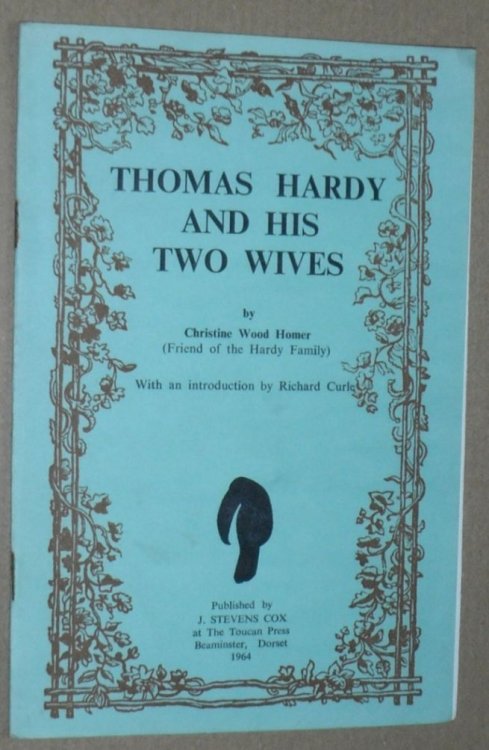 THOMAS HARDY
AND HIS
TWO WIVES
by
Christine Wood Homer
(Friend of the Hardy Family)
With an introduction by Richard Curle
Published by
J. STEVENS COX
at The Toucan Press
Beaminster, Dorset
1964